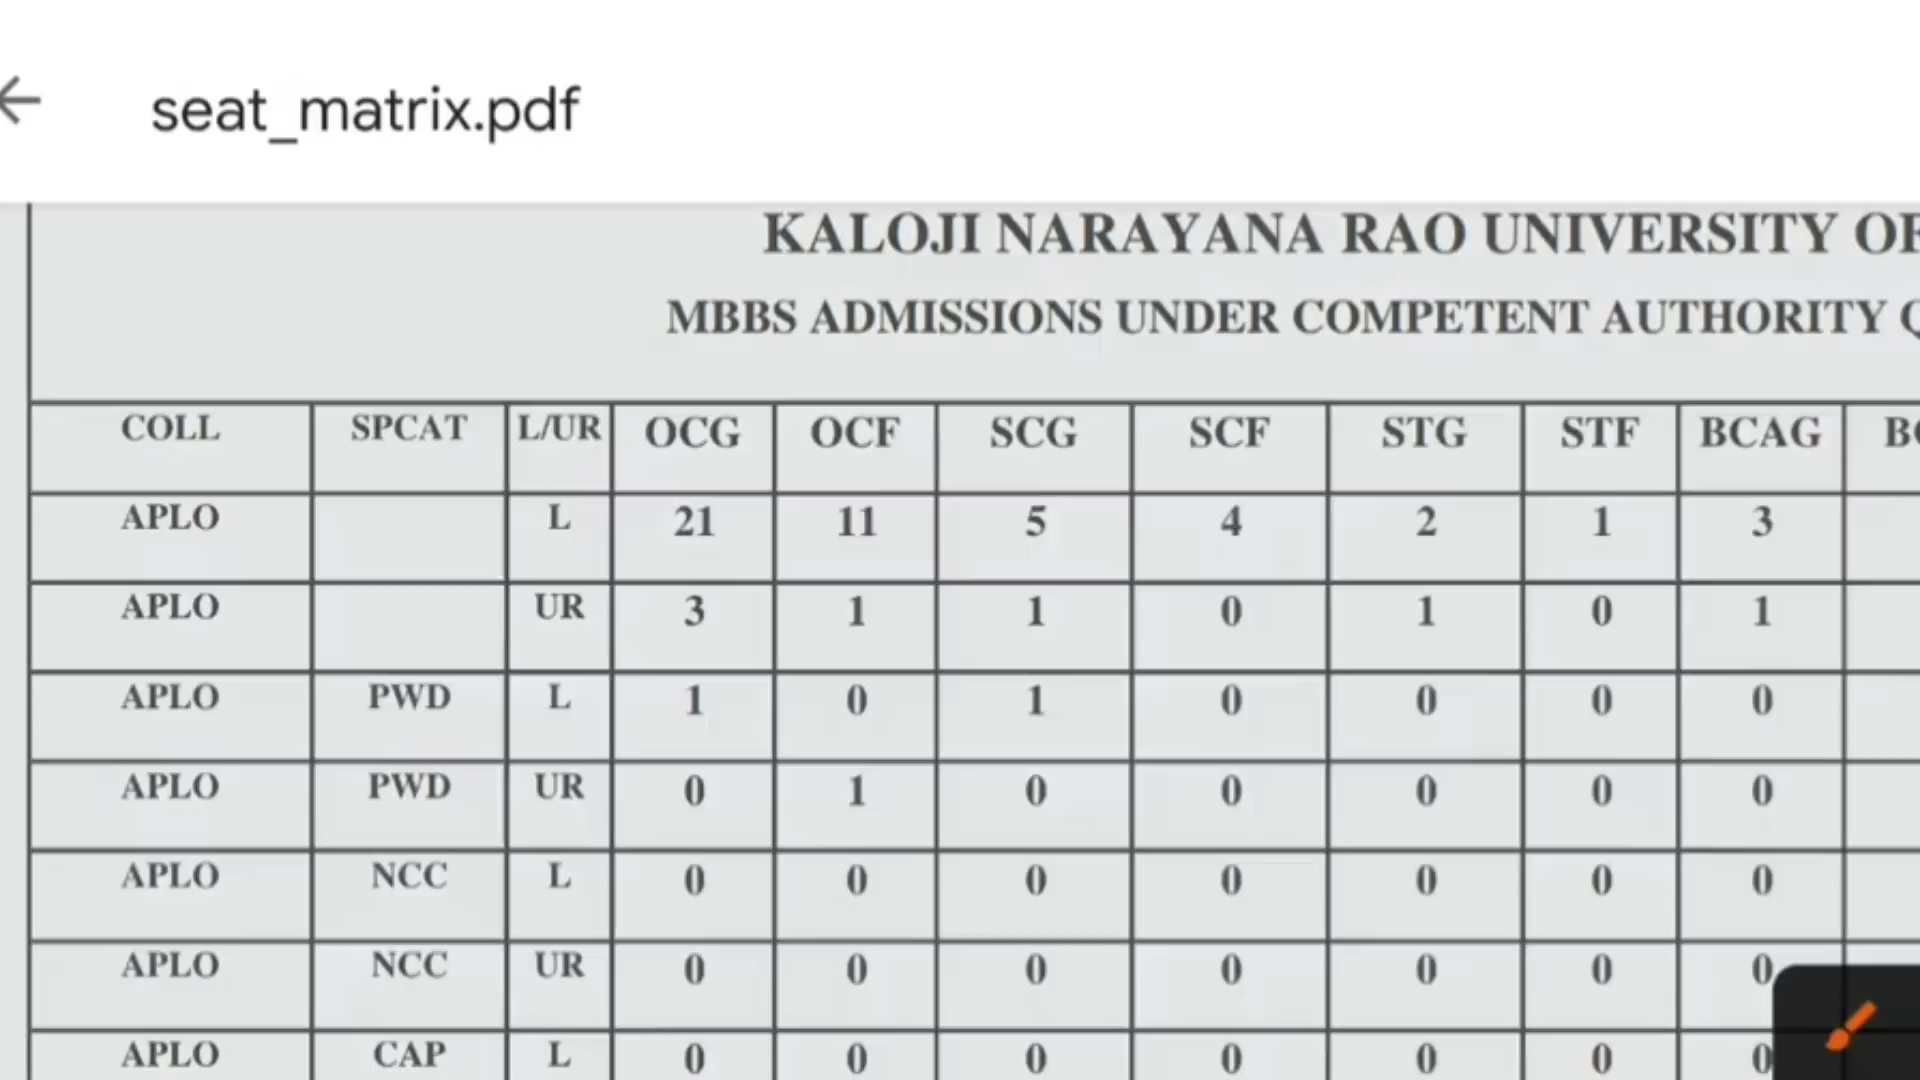 seat_matrix.pdf
KALOJI NARAYANA RAO UNIVERSITY OF
MBBS ADMISSIONS UNDER COMPETENT AUTHORITY Q
COLL SPCAT L/UR OCG OCF SCG SCF STG STF BCAG BC
APLO L 21 11 5 4 2 1 3
APLO UR 3 1 1 0 1 0 1
APLO PWD L 1 0 1 0 0 0 0
APLO PWD UR 0 1 0 0 0 0 0
APLO NCC L 0 0 0 0 0 0 0
APLO NCC UR 0 0 0 0 0 0 0
APLO CAP L 0 0 0 0 0 0 0